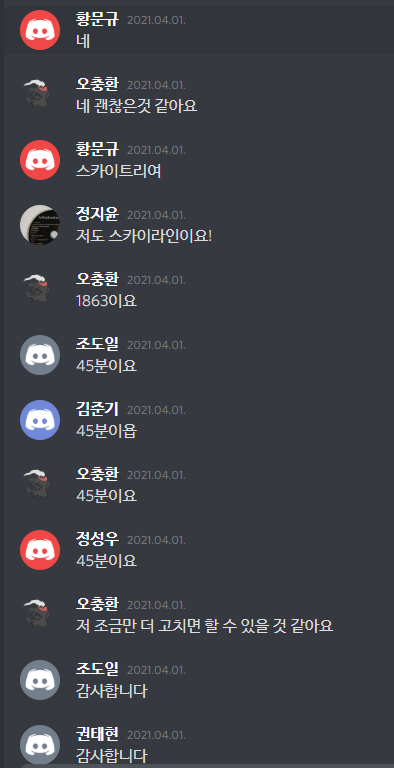 황문규 2021.04.01.
네
오충환 2021.04.01.
네 괜찮은것 같아요
황문규 2021.04.01.
스카이트리여
정지윤 2021.04.01.
저도 스카이라인이요!
오충환 2021.04.01.
1863이요
조도일 2021.04.01.
45분이요
김준기 2021.04.01.
45분이욥
오충환 2021.04.01.
45분이요
정성우 2021.04.01.
45분이요
오충환 2021.04.01.
저 조금만 더 고치면 할 수 있을 것 같아요
조도일 2021.04.01.
감사합니다
권태현 2021.04.01.
감사합니다